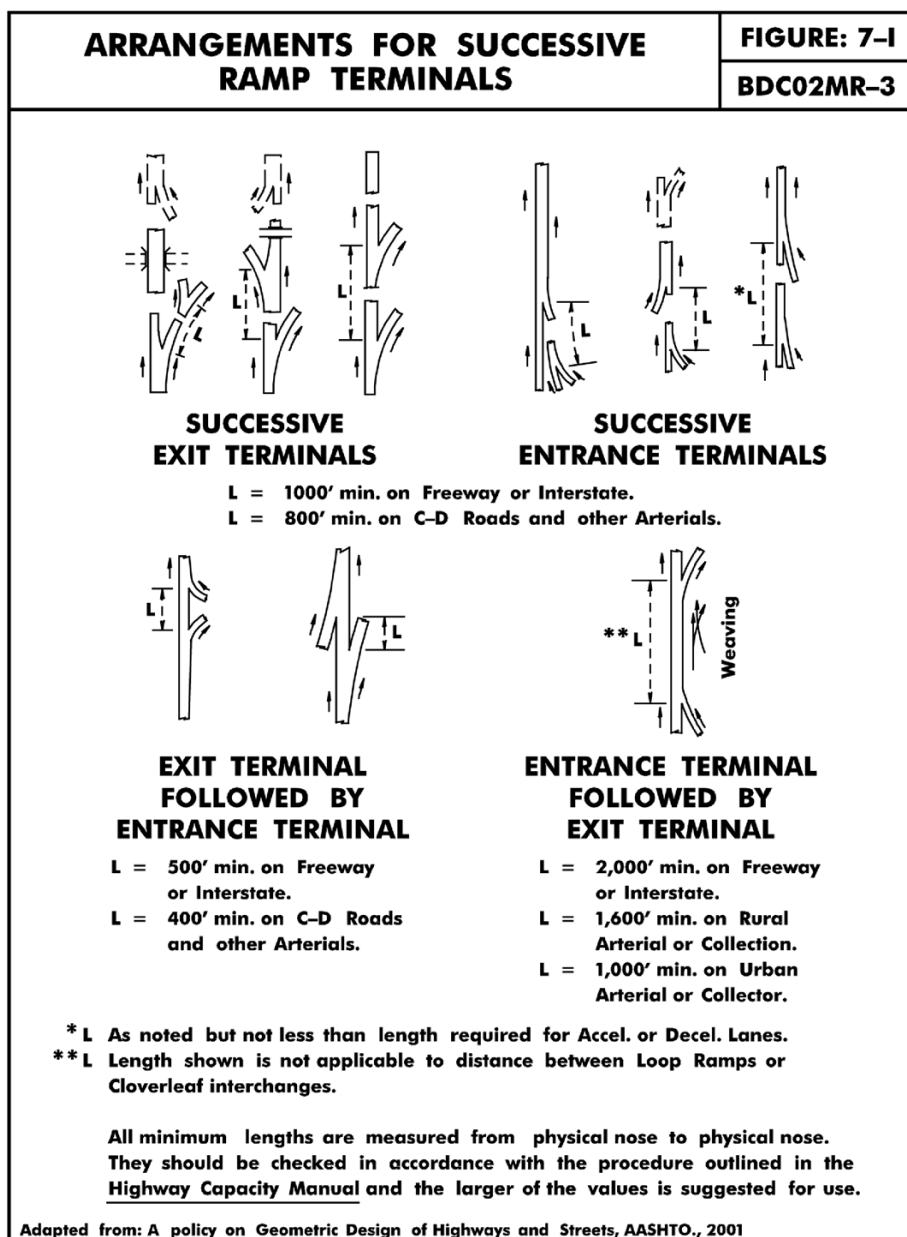 ARRANGEMENTS FOR SUCCESSIVE
RAMP TERMINALS
FIGURE: 7–I
BDC02MR–3
L
L
L
L
L
*L
SUCCESSIVE
EXIT TERMINALS
SUCCESSIVE
ENTRANCE TERMINALS
L = 1000' min. on Freeway or Interstate.
L = 800' min. on C–D Roads and other Arterials.
L
L
**L
Weaving
EXIT TERMINAL
FOLLOWED BY
ENTRANCE TERMINAL
L = 500' min. on Freeway
or Interstate.
L = 400' min. on C–D Roads
and other Arterials.
ENTRANCE TERMINAL
FOLLOWED BY
EXIT TERMINAL
L = 2,000' min. on Freeway
or Interstate.
L = 1,600' min. on Rural
Arterial or Collection.
L = 1,000' min. on Urban
Arterial or Collector.
*L As noted but not less than length required for Accel. or Decel. Lanes.
**L Length shown is not applicable to distance between Loop Ramps or
Cloverleaf interchanges.
All minimum lengths are measured from physical nose to physical nose.
They should be checked in accordance with the procedure outlined in the
Highway Capacity Manual and the larger of the values is suggested for use.
Adapted from: A policy on Geometric Design of Highways and Streets, AASHTO., 2001